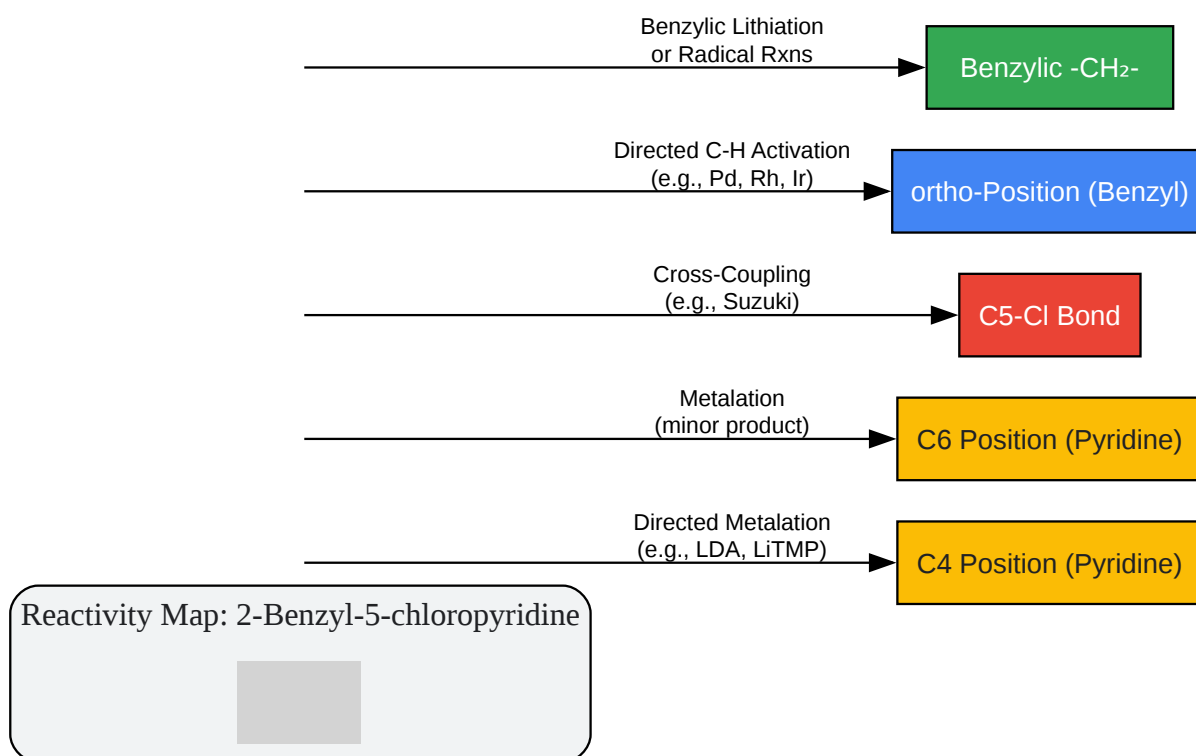 Benzylic Lithiation
or Radical Rxns
Benzylic -CH₂-
Directed C-H Activation
(e.g., Pd, Rh, Ir)
ortho-Position (Benzyl)
Cross-Coupling
(e.g., Suzuki)
C5-Cl Bond
Metalation
(minor product)
C6 Position (Pyridine)
Directed Metalation
(e.g., LDA, LiTMP)
C4 Position (Pyridine)
Reactivity Map: 2-Benzyl-5-chloropyridine